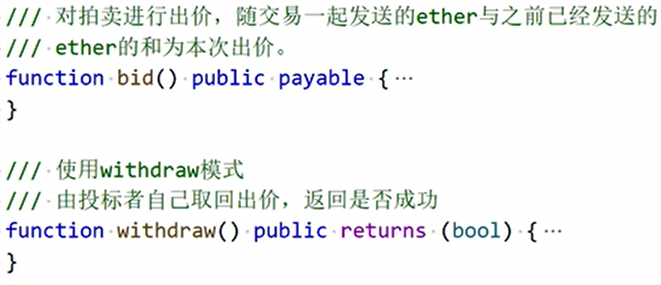 /// 对拍卖进行出价，随交易一起发送的ether与之前已经发送的
/// ether的和为本次出价。
function bid() public payable {···
}
/// 使用withdraw模式
/// 由投标者自己取回出价，返回是否成功
function withdraw() public returns (bool) {···
}